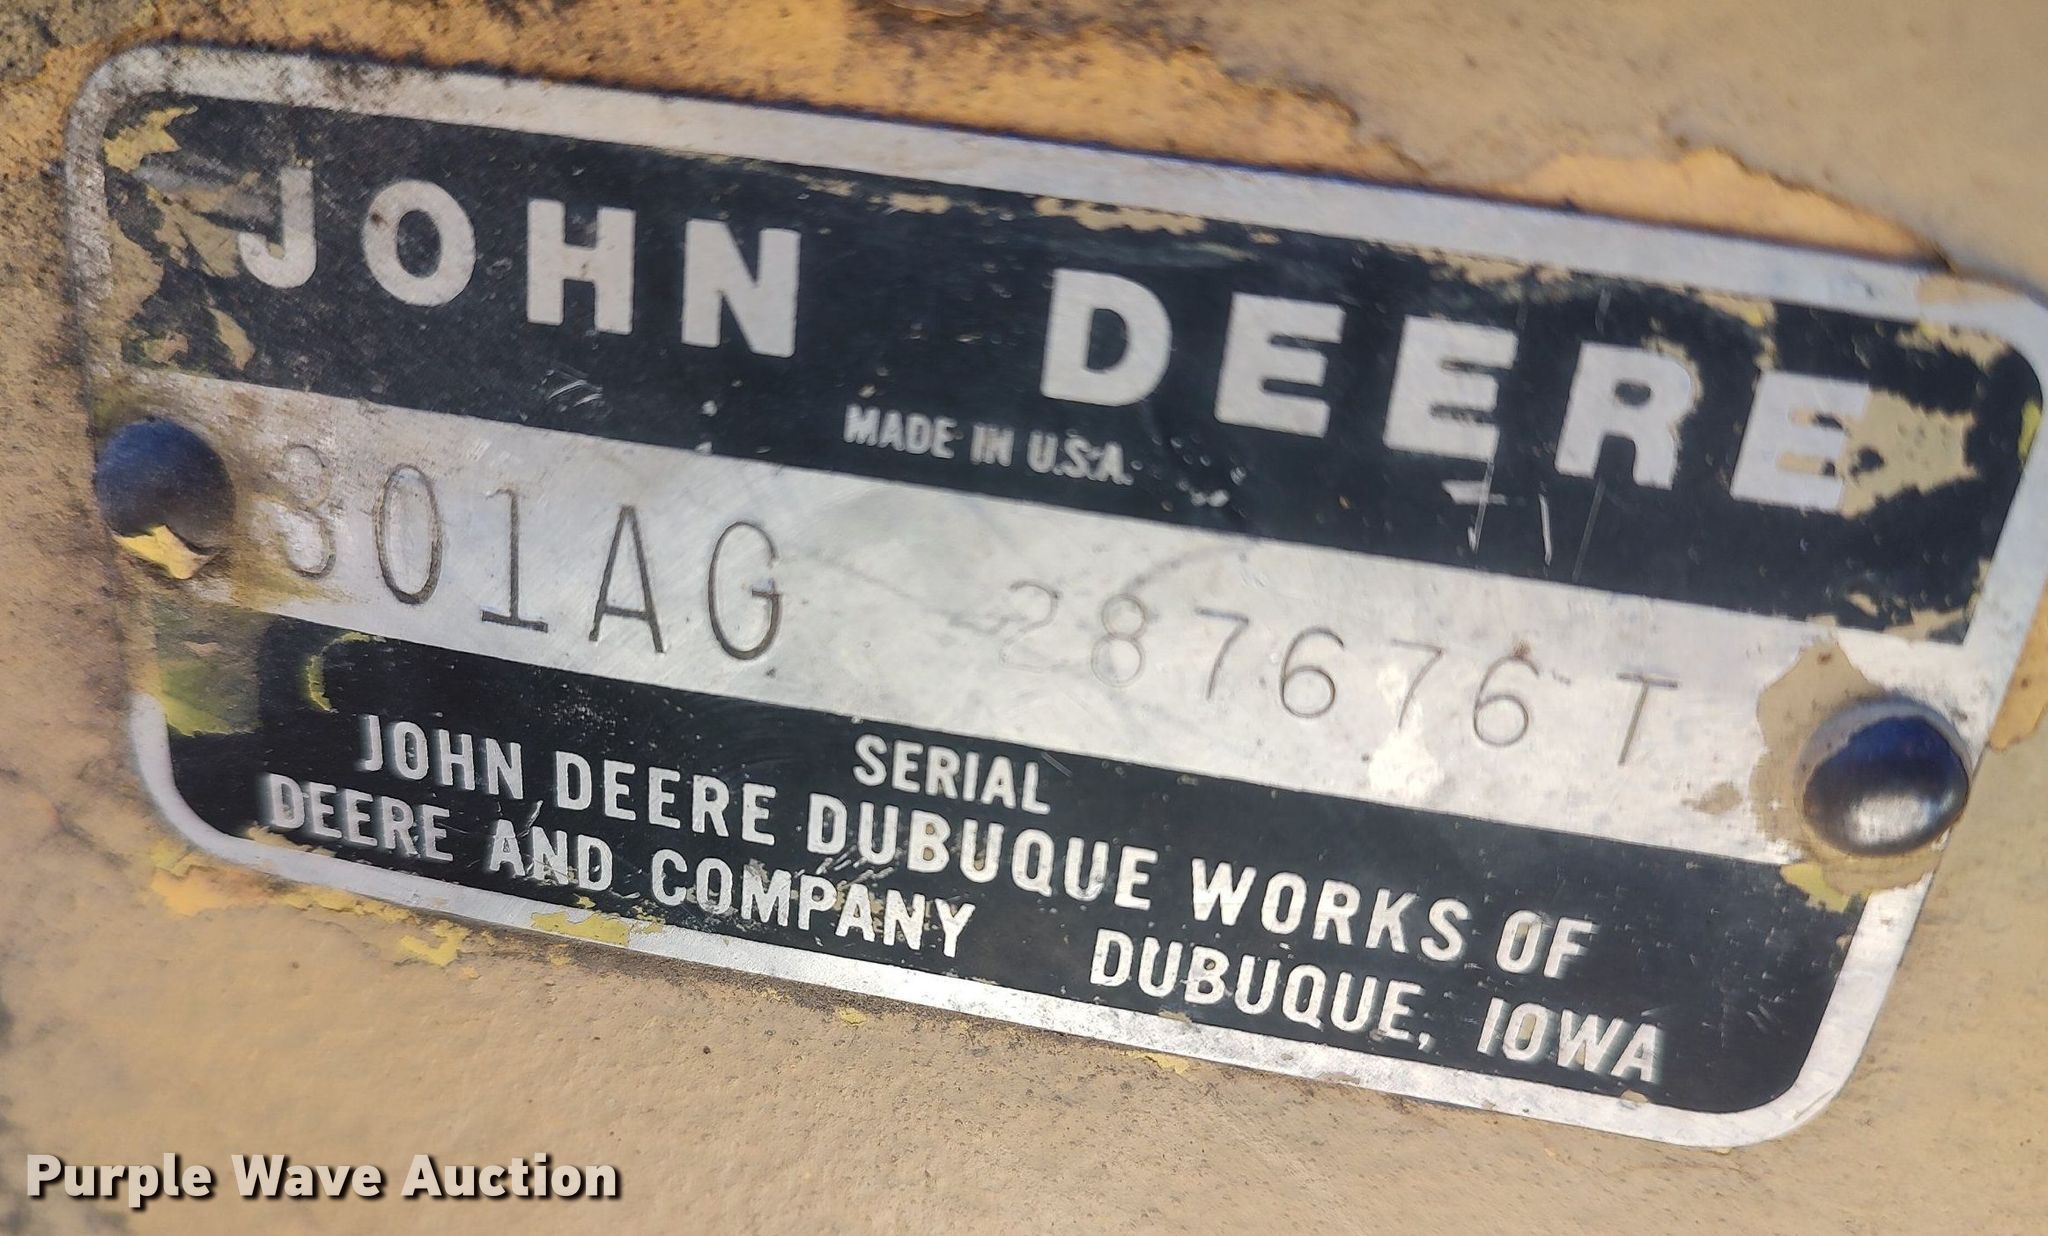 JOHN DEERE
MADE IN U.S.A.
301AG 287676 T
SERIAL
JOHN DEERE DUBUQUE WORKS OF
DEERE AND COMPANY DUBUQUE, IOWA
Purple Wave Auction